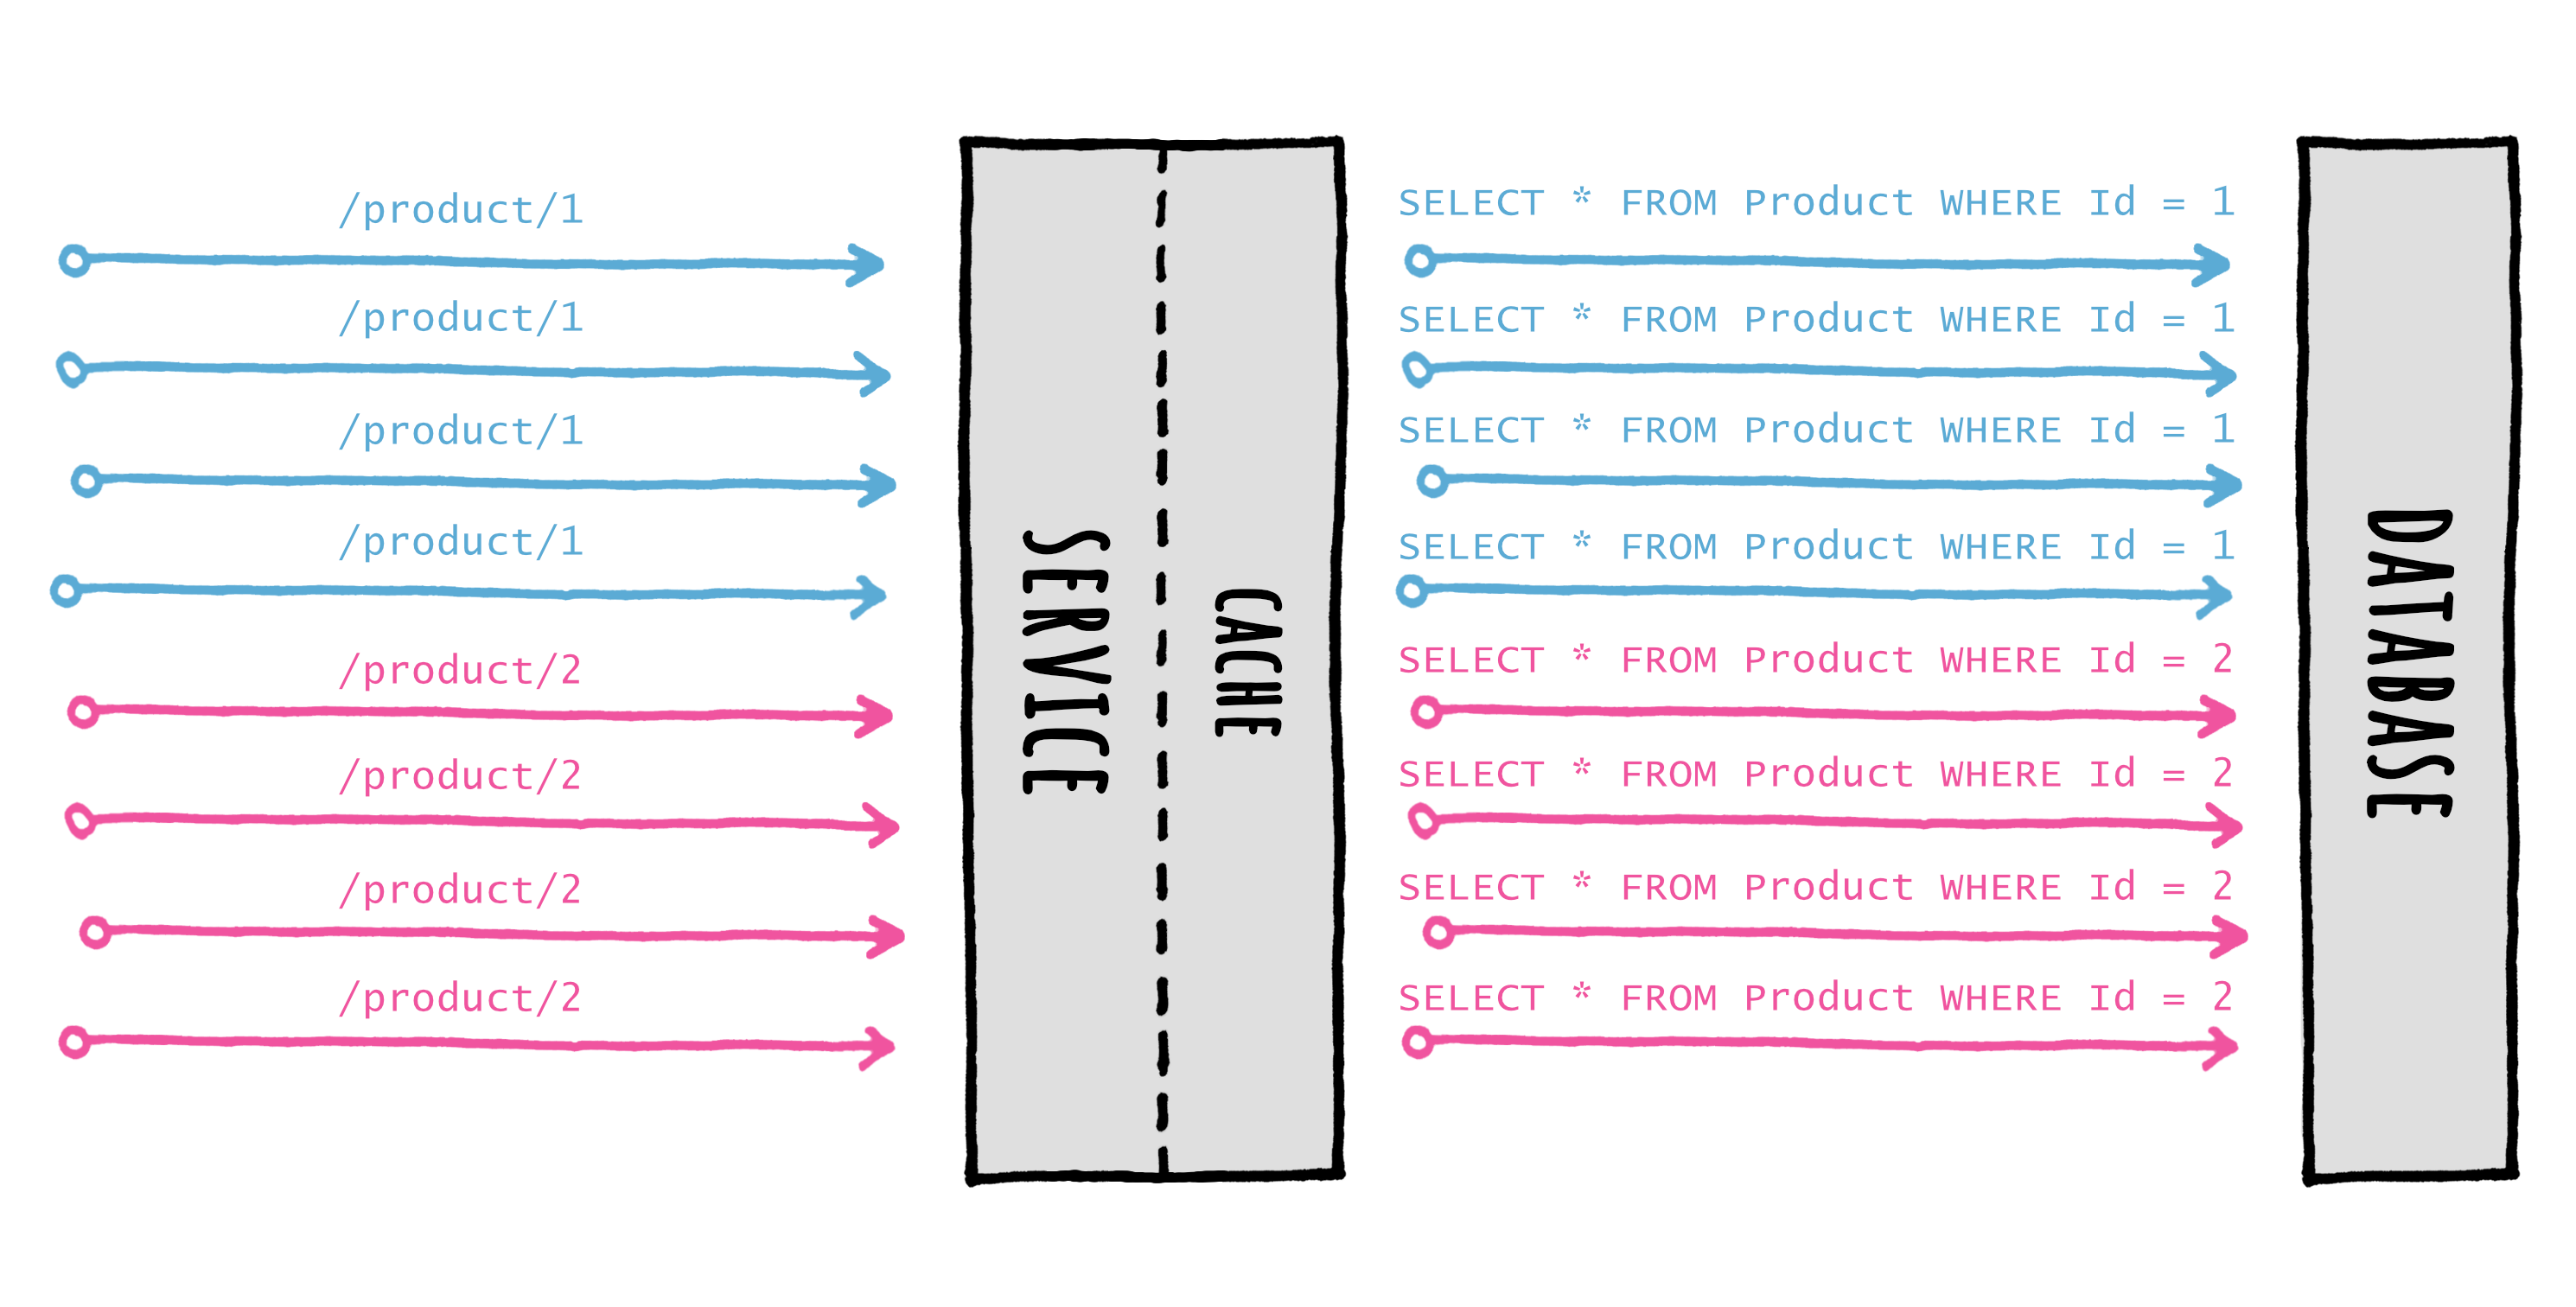 /product/1
/product/1
/product/1
/product/1
/product/2
/product/2
/product/2
/product/2
SERVICE
CACHE
SELECT * FROM Product WHERE Id = 1
SELECT * FROM Product WHERE Id = 1
SELECT * FROM Product WHERE Id = 1
SELECT * FROM Product WHERE Id = 1
SELECT * FROM Product WHERE Id = 2
SELECT * FROM Product WHERE Id = 2
SELECT * FROM Product WHERE Id = 2
SELECT * FROM Product WHERE Id = 2
DATABASE